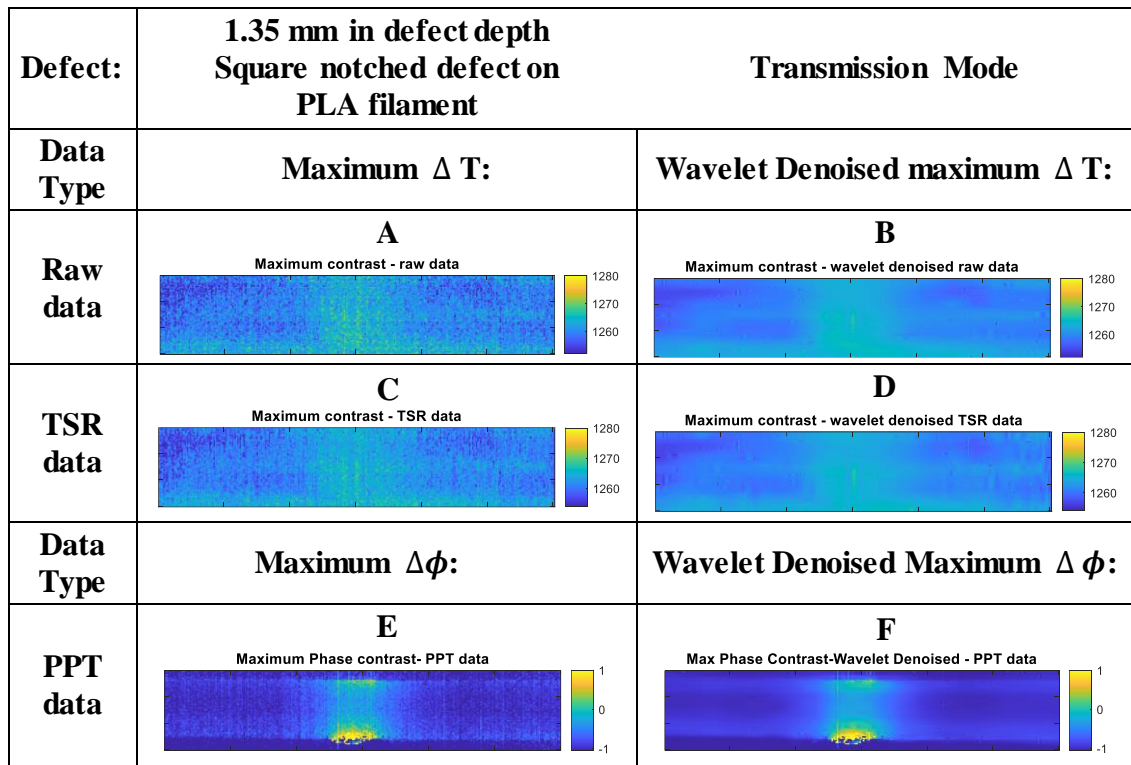 Defect:
1.35 mm in defect depth
Square notched defect on
PLA filament
Transmission Mode
Data
Type
Maximum Δ T:
Wavelet Denoised maximum Δ T:
Raw
data
A
Maximum contrast - raw data
1280
1270
1260
B
Maximum contrast - wavelet denoised raw data
1280
1270
1260
TSR
data
C
Maximum contrast - TSR data
1280
1270
1260
D
Maximum contrast - wavelet denoised TSR data
1280
1270
1260
Data
Type
Maximum Δϕ:
Wavelet Denoised Maximum Δ ϕ:
PPT
data
E
Maximum Phase contrast- PPT data
1
0
-1
F
Max Phase Contrast-Wavelet Denoised - PPT data
1
0
-1